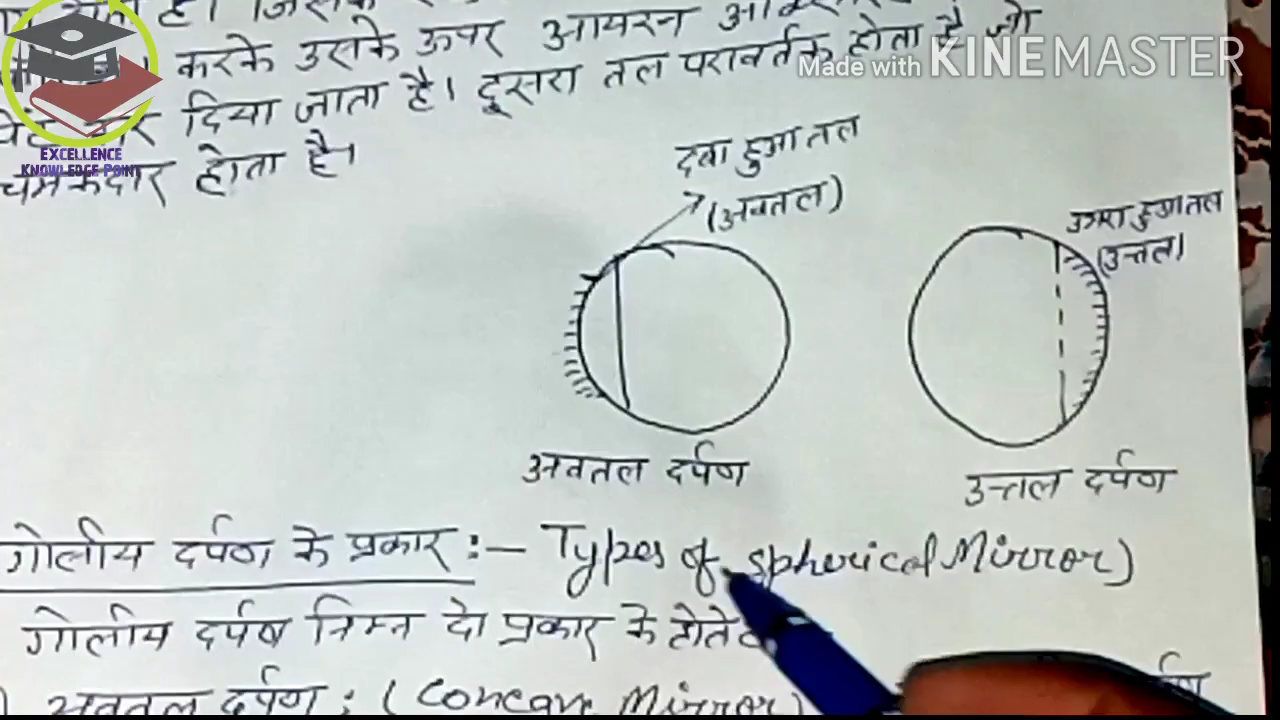 है। जिसके
करके उसके ऊपर आयरन
पेंट कर दिया जाता है। दूसरा तल परावर्तक होता है जो
चमकदार होता है।
Made with KINEMASTER
EXCELLENCE
KNOWLEDGE POINT
दबा हुआ तल
(अवतल)
उभरा हुआ तल
(उत्तल)
अवतल दर्पण
उत्तल दर्पण
गोलीय दर्पण के प्रकार :- Types of spherical Mirror)
गोलीय दर्पण निम्न दो प्रकार के होते
अवतल दर्पण : (Concave Mirror)